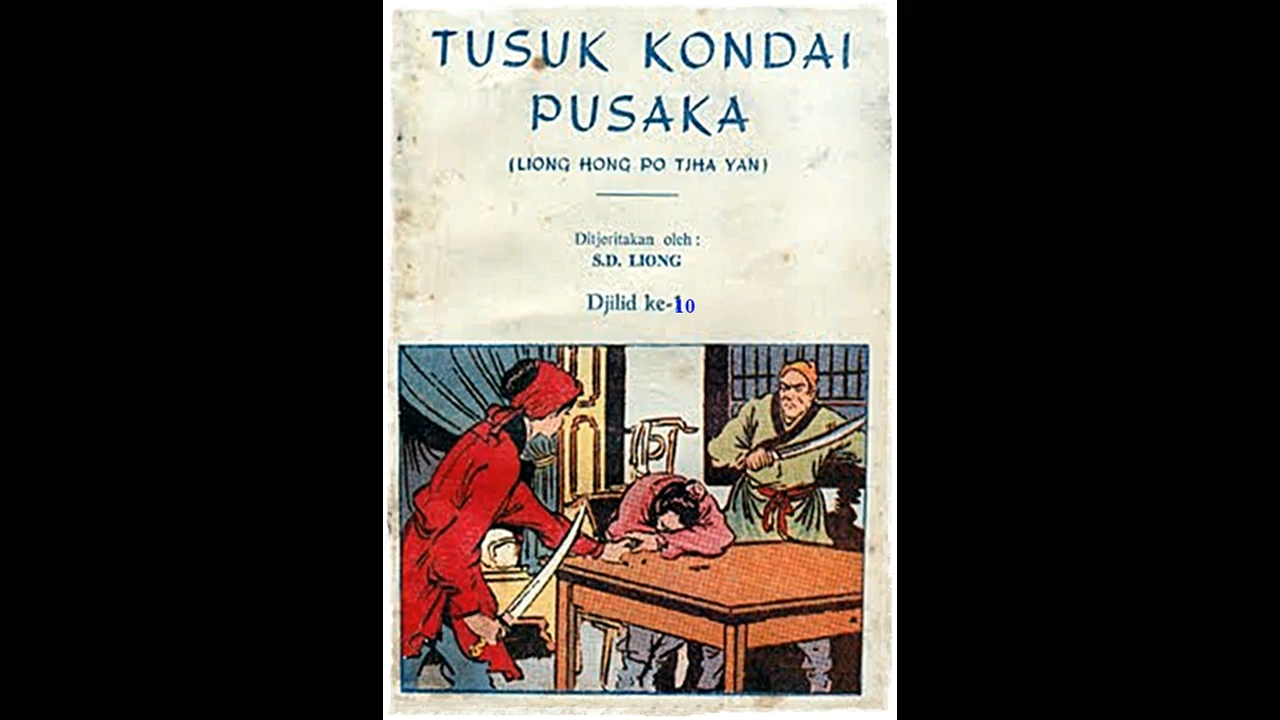 TUSUK KONDAI
PUSAKA
(LIONG HONG PO TJHA YAN)
Ditjeritakan oleh :
S.D. LIONG
Djilid ke-10